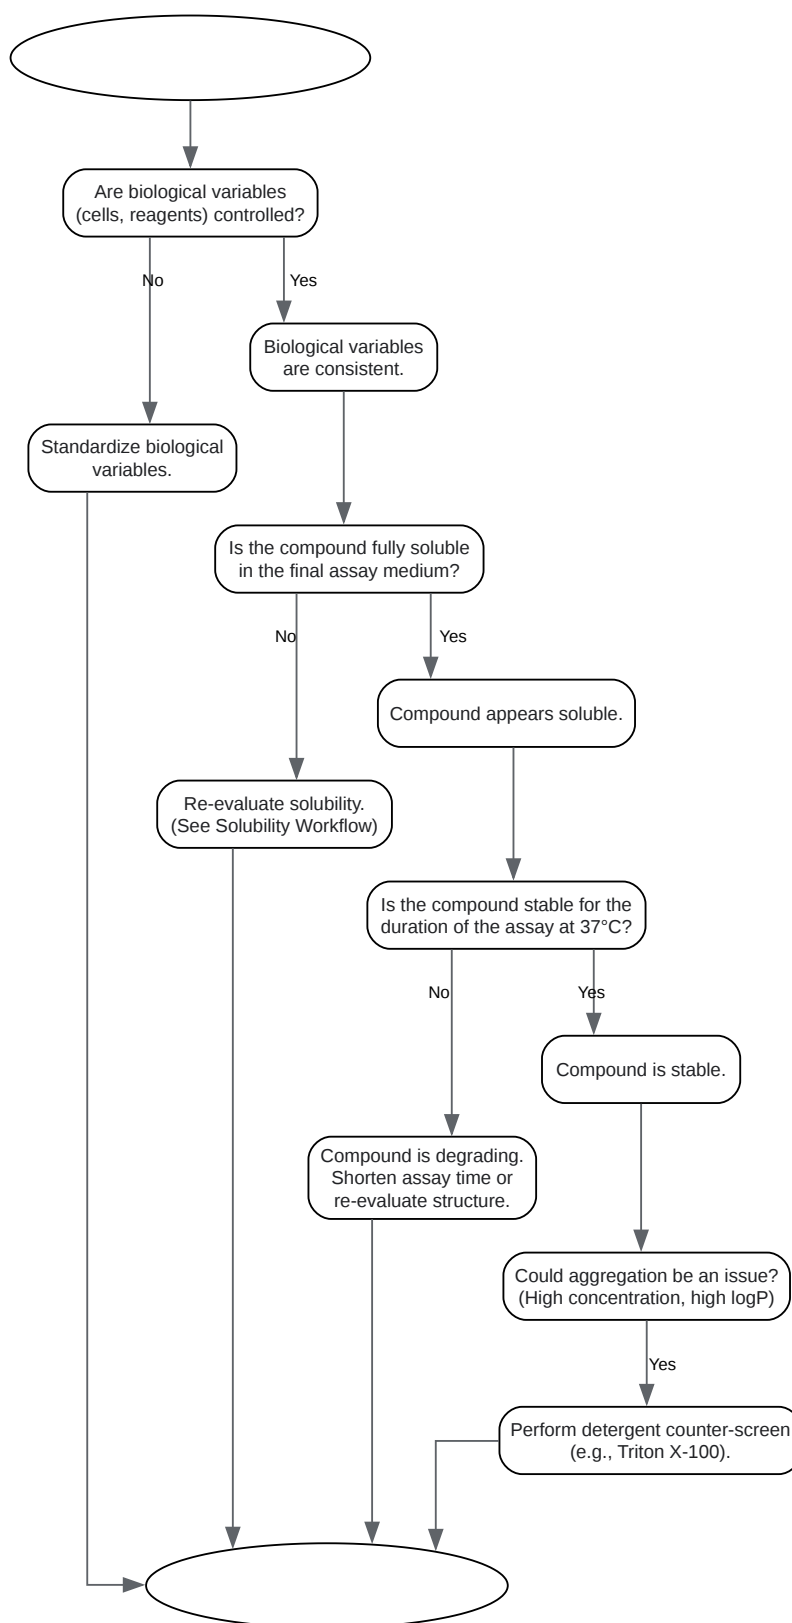 Are biological variables
(cells, reagents) controlled?
No
Yes
Biological variables
are consistent.
Standardize biological
variables.
Is the compound fully soluble
in the final assay medium?
No
Yes
Compound appears soluble.
Re-evaluate solubility.
(See Solubility Workflow)
Is the compound stable for the
duration of the assay at 37°C?
No
Yes
Compound is stable.
Compound is degrading.
Shorten assay time or
re-evaluate structure.
Could aggregation be an issue?
(High concentration, high logP)
Yes
Perform detergent counter-screen
(e.g., Triton X-100).